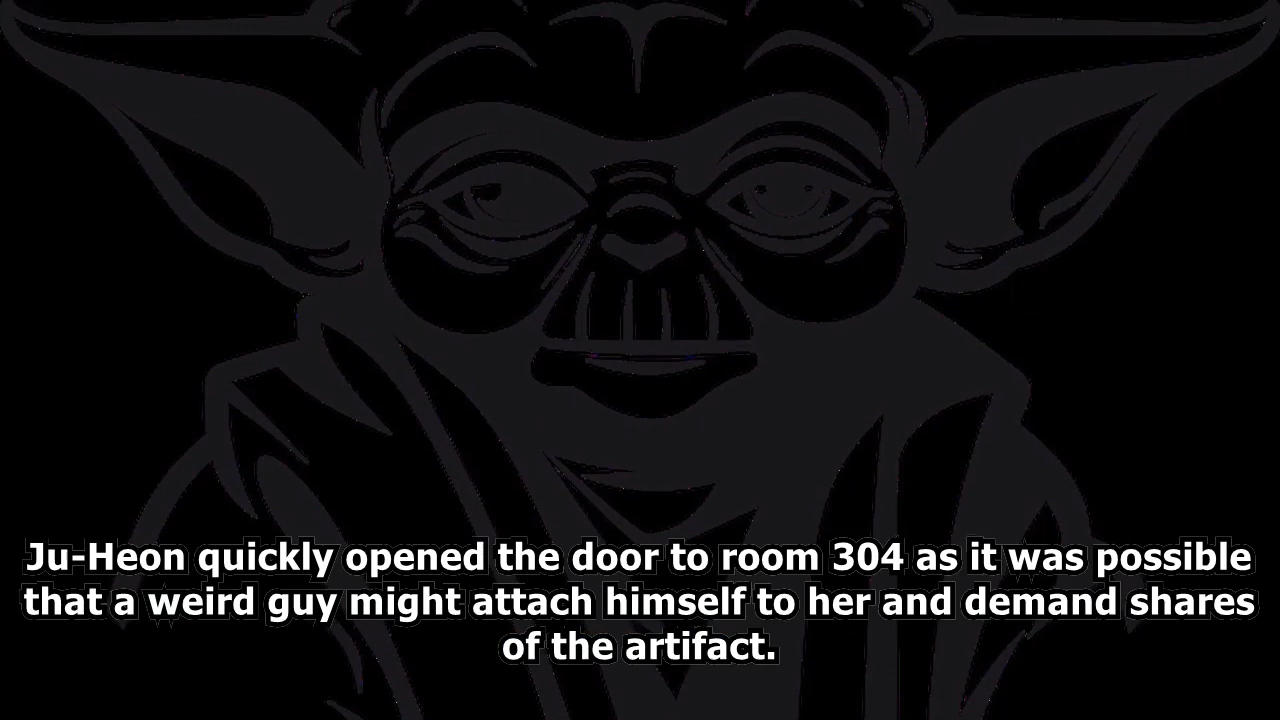 Ju-Heon quickly opened the door to room 304 as it was possible
that a weird guy might attach himself to her and demand shares
of the artifact.